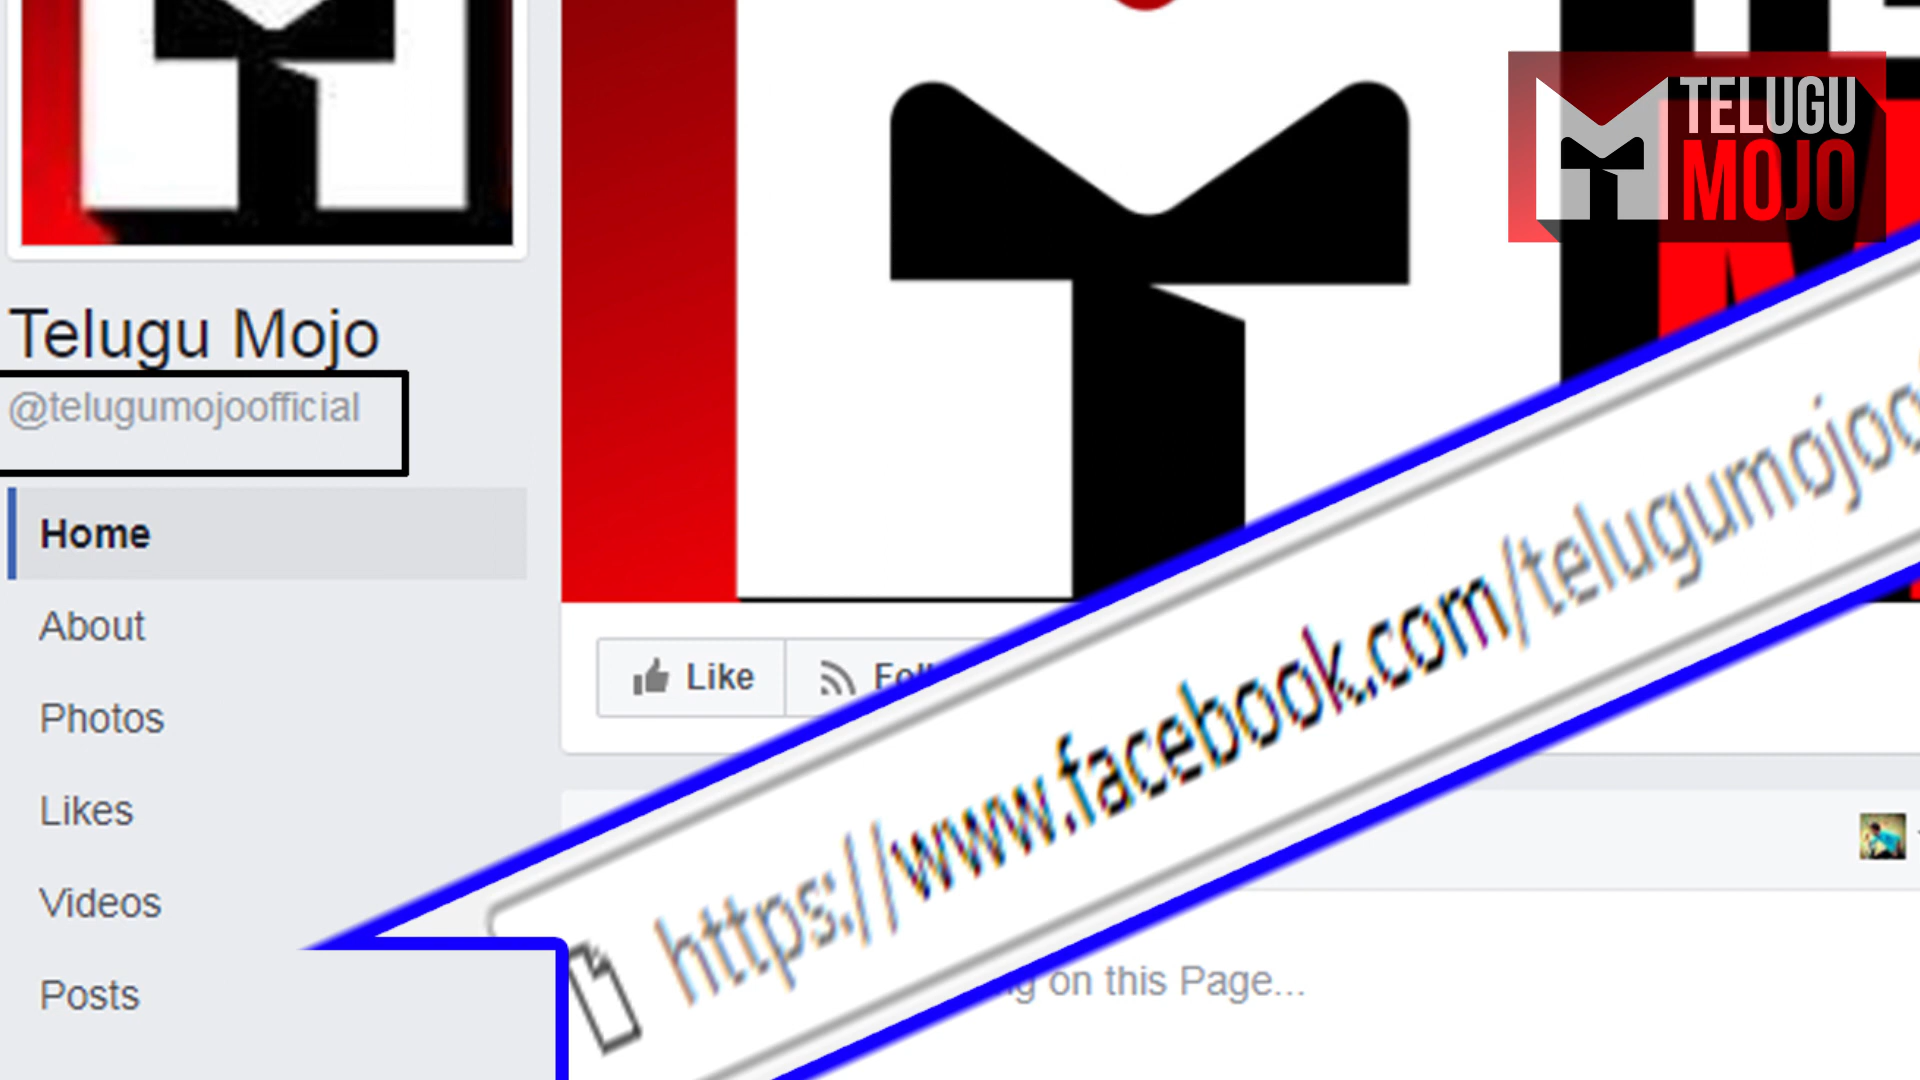 TELUGU
MOJO
Telugu Mojo
@telugumojoofficial
Home
About
Photos
Likes
Videos
Posts
Like
https://www.facebook.com/telugumojoo
on this Page...